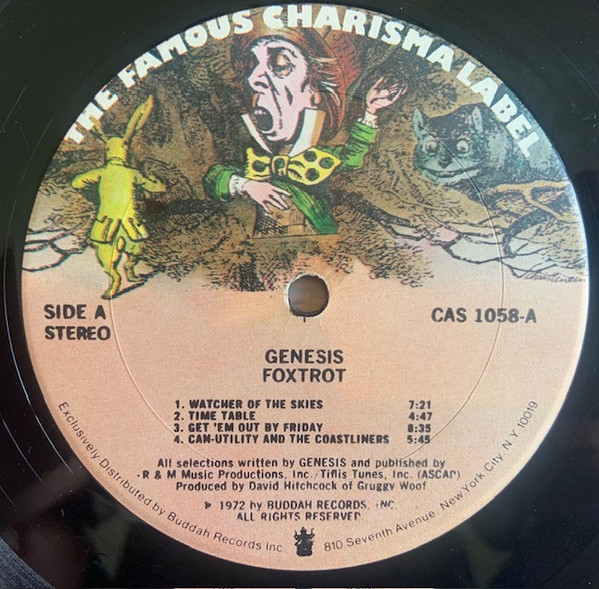 THE FAMOUS CHARISMA LABEL
SIDE A
STEREO
CAS 1058-A
GENESIS
FOXTROT
1. WATCHER OF THE SKIES 7:21
2. TIME TABLE 4:47
3. GET 'EM OUT BY FRIDAY 8:35
4. CAN-UTILITY AND THE COASTLINERS 5:45
All selections written by GENESIS and published by
R & M Music Productions, Inc./Tiflis Tunes, Inc. (ASCAP)
Produced by David Hitchcock of Gruggy Woof
℗ 1972 by BUDDAH RECORDS, INC.
ALL RIGHTS RESERVED.
Exclusively Distributed by Buddah Records Inc. 810 Seventh Avenue, New York City, N Y 10019